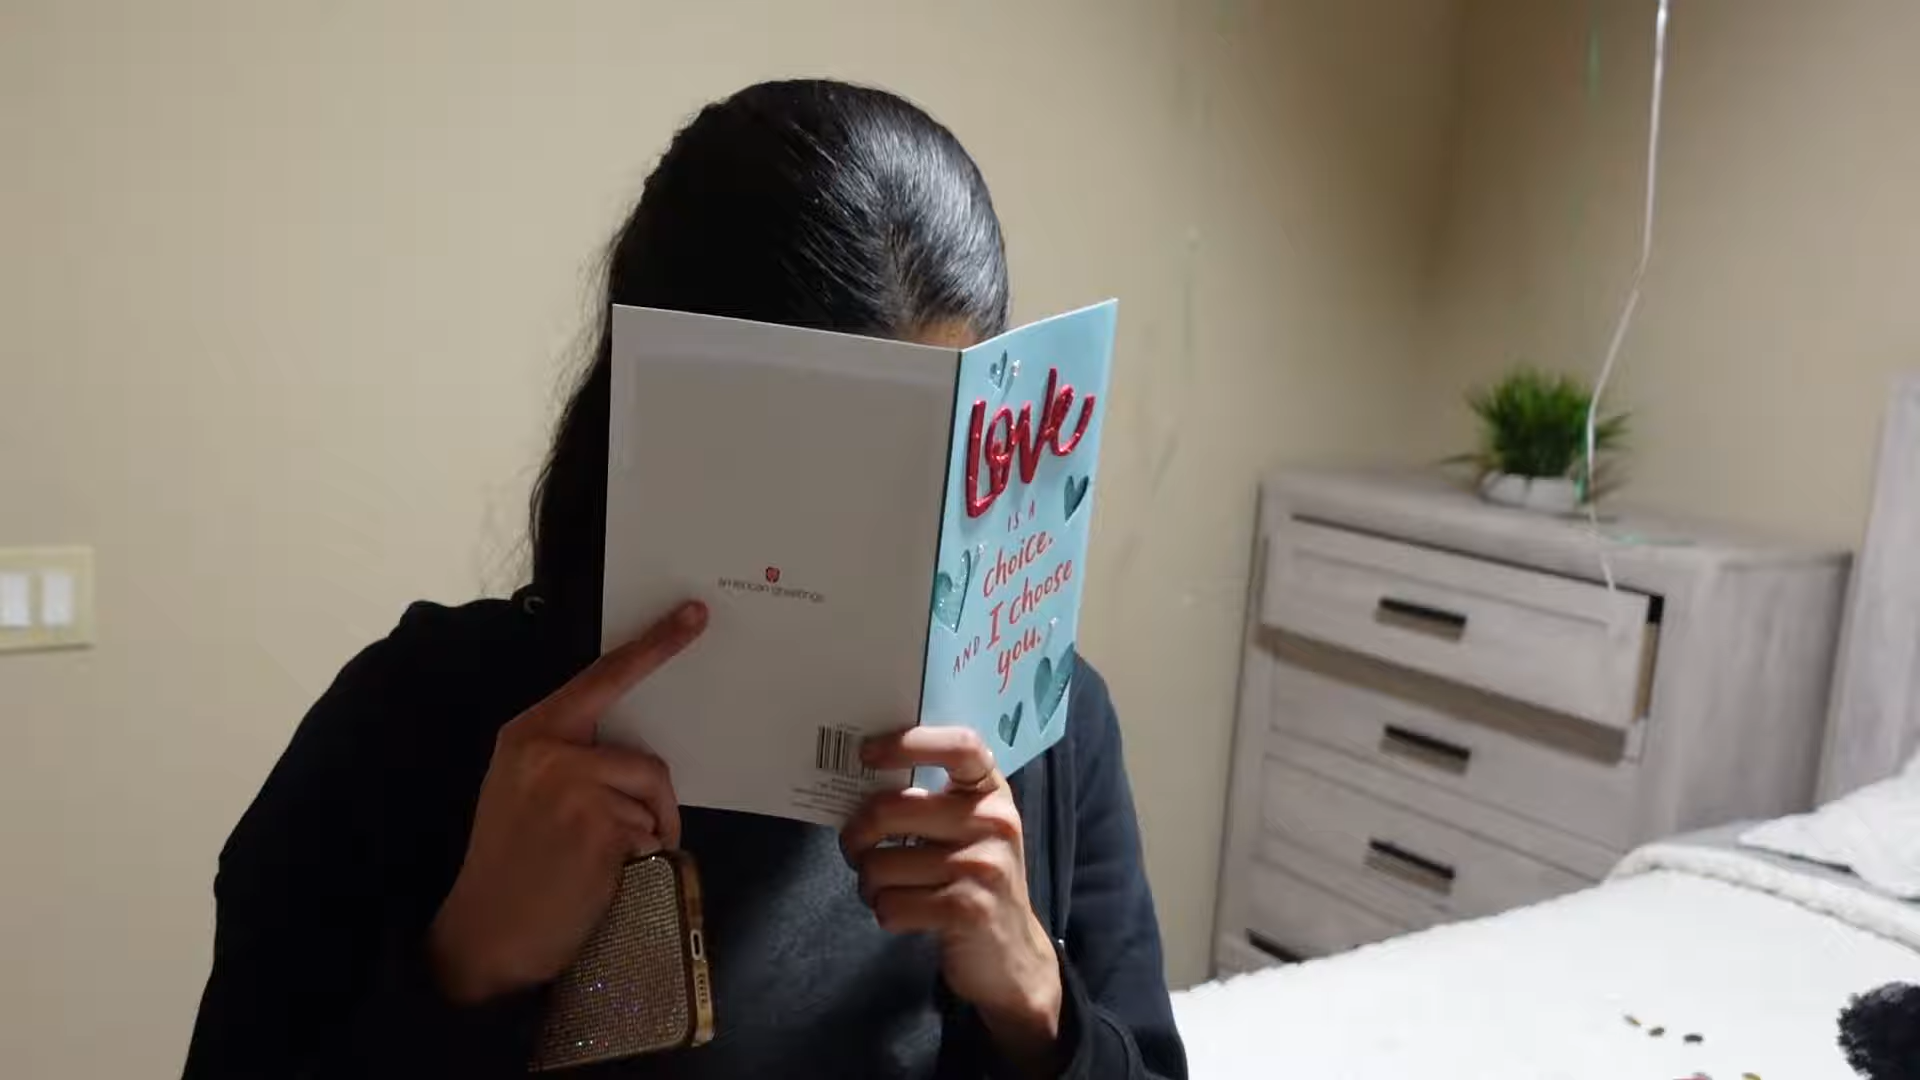 american greetings
Love
IS A
choice.
AND I choose
you.